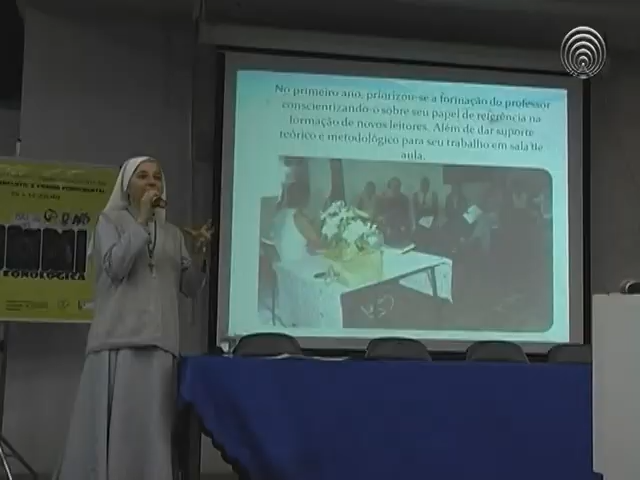 No primeiro ano, priorizou-se a formação do professor
conscientizando-o sobre seu papel de referência na
formação de novos leitores. Além de dar suporte
teórico e metodológico para seu trabalho em sala de
aula.